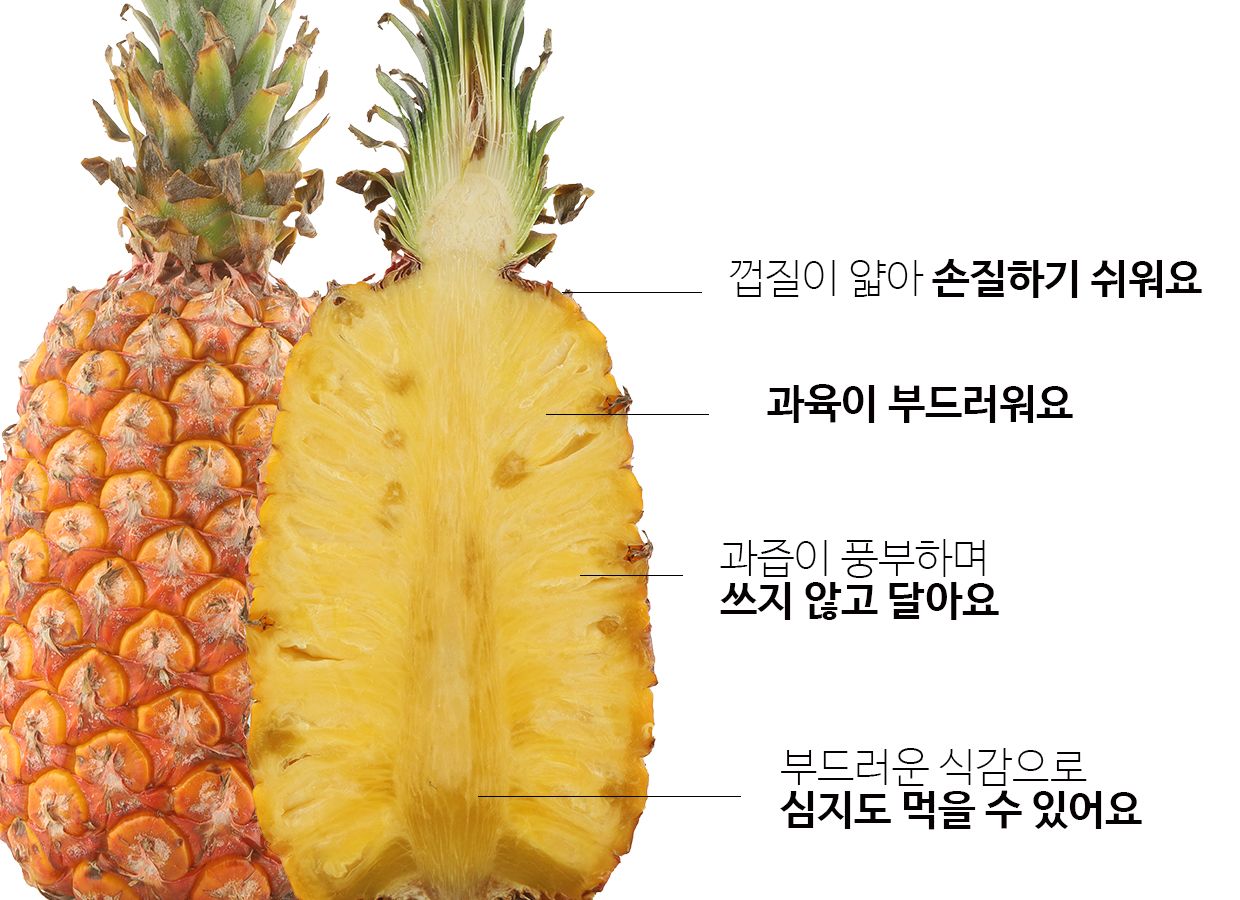 껍질이 얇아 손질하기 쉬워요
과육이 부드러워요
과즙이 풍부하며
쓰지 않고 달아요
부드러운 식감으로
심지도 먹을 수 있어요